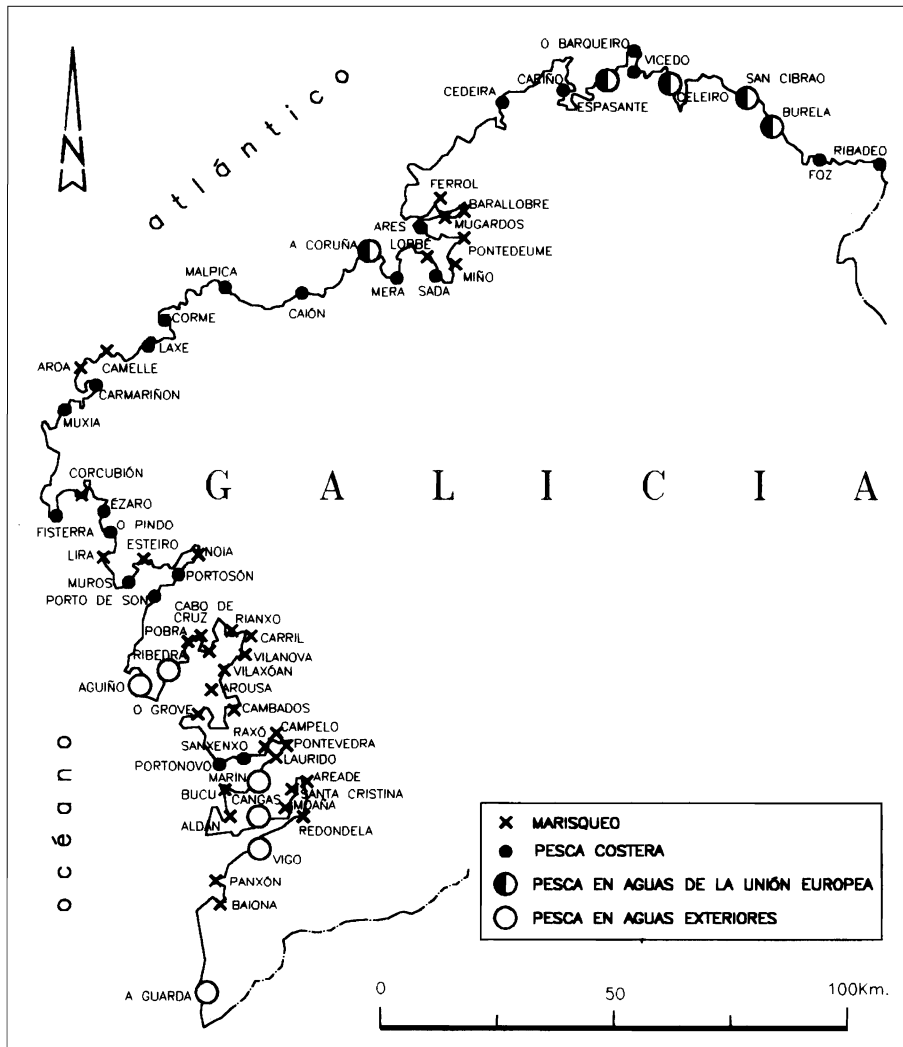 O BARQUEIRO
VICEDO
CARIÑO
SAN CIBRAO
CEDEIRA
ESPASANTE
CELEIRO
BURELA
RIBADEO
FOZ
N
océano
atlántico
FERROL
BARALLOBRE
ARES
MUGARDOS
A CORUÑA
LORBÉ
PONTEDEUME
MIÑO
MERA
SADA
MALPICA
CAIÓN
CORME
LAXE
AROA
CAMELLE
CARMARIÑON
MUXIA
GALICIA
CORCUBIÓN
ÉZARO
FISTERRA
O PINDO
ESTEIRO
NOIA
LIRA
PORTOSÓN
MUROS
PORTO DE SON
CABO DE
CRUZ
RIANXO
POBRA
CARRIL
RIBEDRA
VILANOVA
VILAXÓAN
AGUIÑO
AROUSA
O GROVE
CAMBADOS
RAXÓ
CAMPELO
SANXENXO
PONTEVEDRA
PORTONOVO
LAURIDO
MARIN
AREADE
BUCU
CANGAS
SANTA CRISTINA
MOAÑA
ALDÁN
REDONDELA
VIGO
PANXÓN
BAIONA
A GUARDA
MARISQUEO
PESCA COSTERA
PESCA EN AGUAS DE LA UNIÓN EUROPEA
PESCA EN AGUAS EXTERIORES
0 50 100Km.